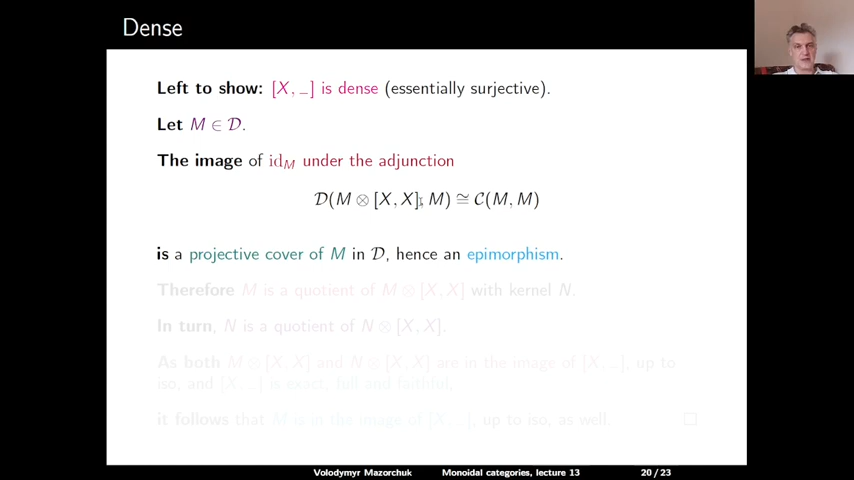 Dense
Left to show: [X, _] is dense (essentially surjective).
Let M ∈ 𝒟.
The image of id_M under the adjunction
𝒟(M ⊗ [X, X], M) ≅ 𝒞(M, M)
is a projective cover of M in 𝒟, hence an epimorphism.
Therefore M is a quotient of M ⊗ [X, X] with kernel N.
In turn, N is a quotient of N ⊗ [X, X].
As both M ⊗ [X, X] and N ⊗ [X, X] are in the image of [X, _], up to
iso, and [X, _] is exact, full and faithful,
it follows that M is in the image of [X, _], up to iso, as well. □
Volodymyr Mazorchuk Monoidal categories, lecture 13 20/23